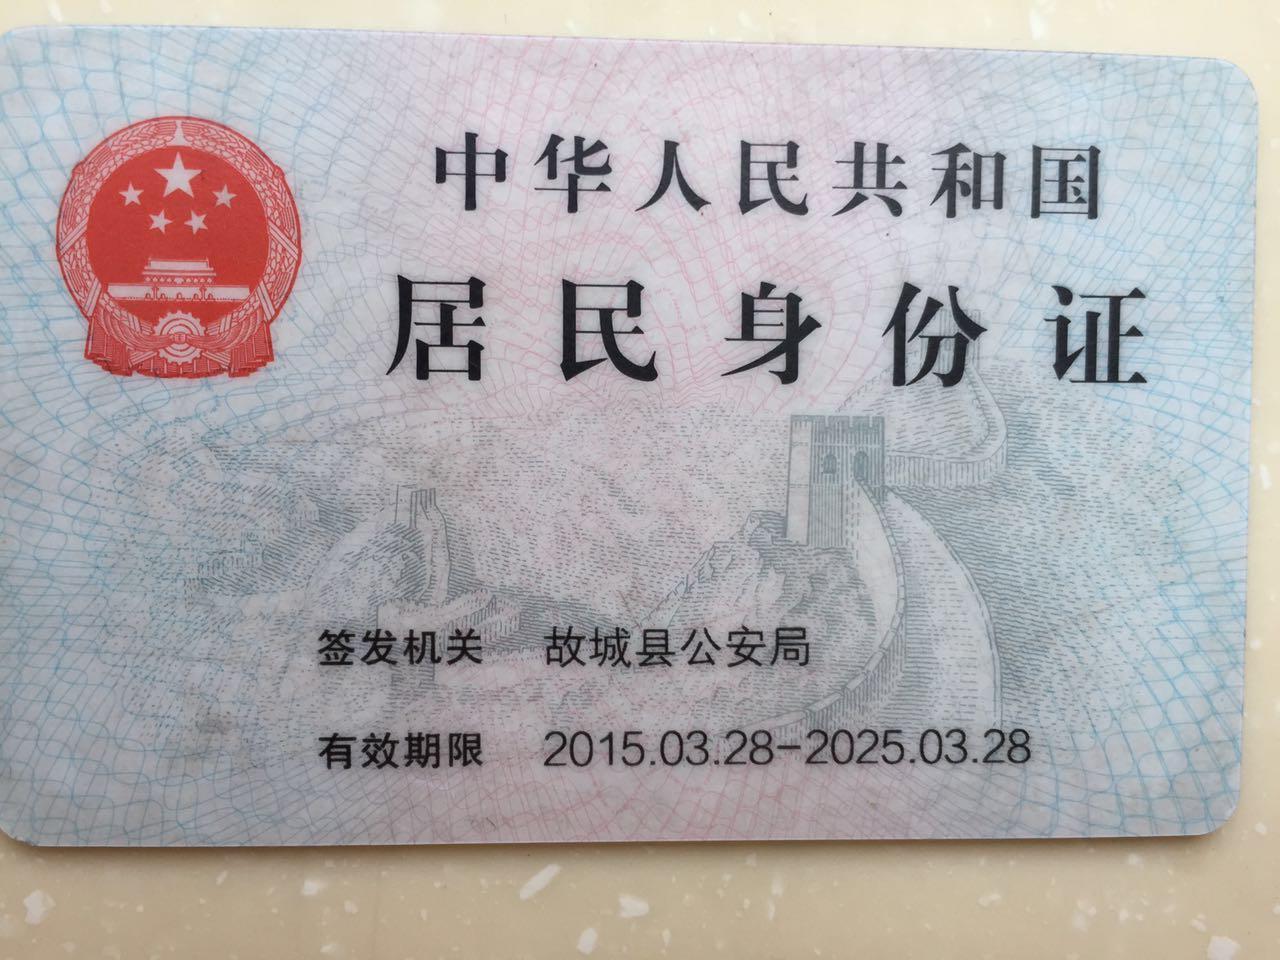 中华人民共和国
居民身份证
签发机关 故城县公安局
有效期限 2015.03.28-2025.03.28